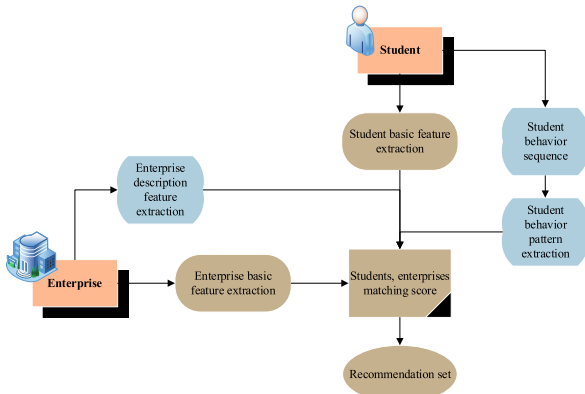 Student
Student basic feature
extraction
Student
behavior
sequence
Enterprise
description
feature
extraction
Student
behavior
pattern
extraction
Enterprise
Enterprise basic
feature extraction
Students, enterprises
matching score
Recommendation set